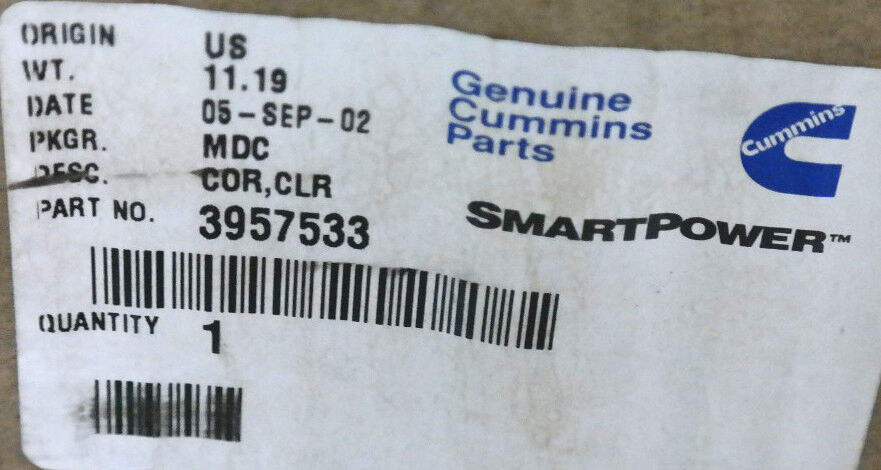 ORIGIN US
WT. 11.19
DATE 05-SEP-02
PKGR. MDC
DESC. COR,CLR
PART NO. 3957533
QUANTITY 1
Genuine
Cummins
Parts
Cummins
SMARTPOWER™